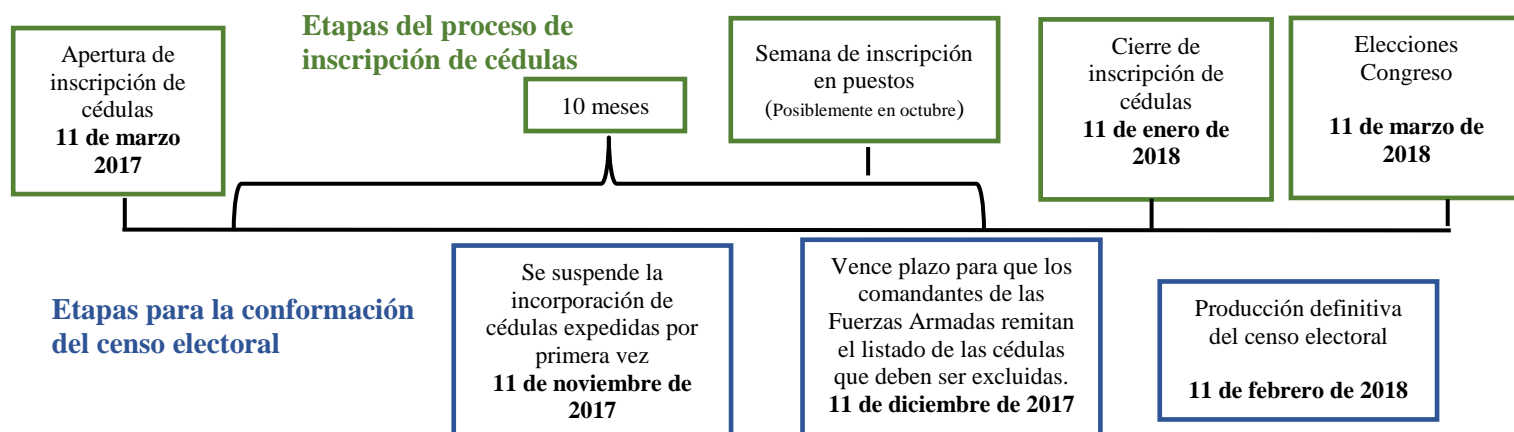 Etapas del proceso de
inscripción de cédulas
Apertura de
inscripción de
cédulas
11 de marzo
2017
10 meses
Semana de inscripción
en puestos
(Posiblemente en octubre)
Cierre de
inscripción de
cédulas
11 de enero de
2018
Elecciones
Congreso
11 de marzo de
2018
Etapas para la conformación
del censo electoral
Se suspende la
incorporación de
cédulas expedidas por
primera vez
11 de noviembre de
2017
Vence plazo para que los
comandantes de las
Fuerzas Armadas remitan
el listado de las cédulas
que deben ser excluidas.
11 de diciembre de 2017
Producción definitiva
del censo electoral
11 de febrero de 2018